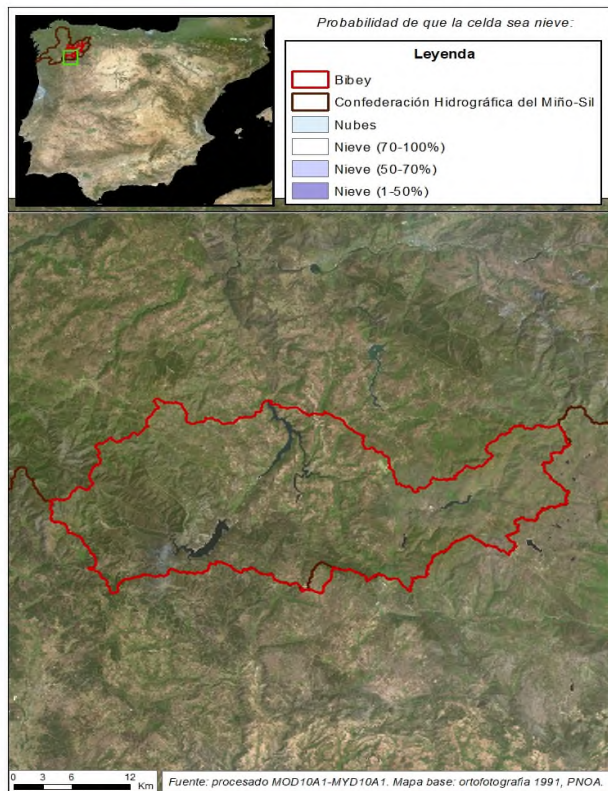 Probabilidad de que la celda sea nieve:
Leyenda
Bibey
Confederación Hidrográfica del Miño-Sil
Nubes
Nieve (70-100%)
Nieve (50-70%)
Nieve (1-50%)
0 3 6 12
Km
Fuente: procesado MOD10A1-MYD10A1. Mapa base: ortofotografía 1991, PNOA.